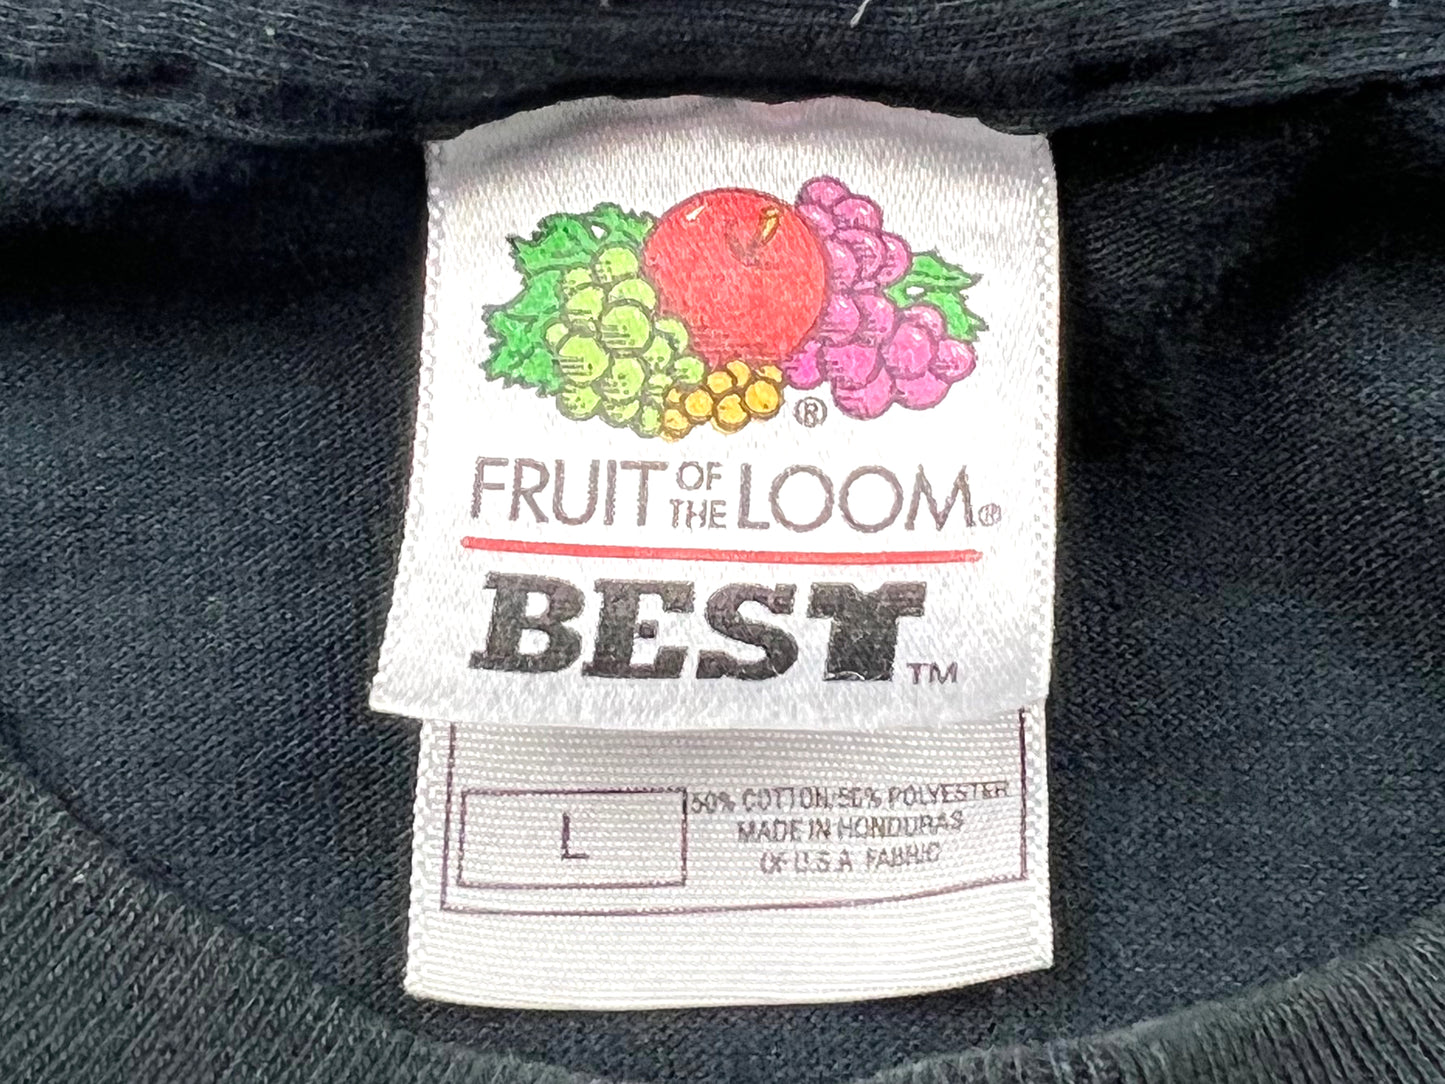 ®
FRUIT OF THE LOOM®
BEST™
L
50% COTTON/50% POLYESTER
MADE IN HONDURAS
OF U.S.A. FABRIC